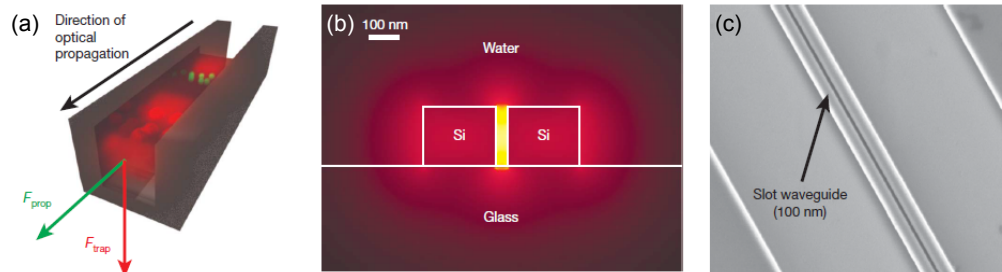 (a)
Direction of
optical
propagation
F_prop
F_trap
(b)
100 nm
Water
Si
Si
Glass
(c)
Slot waveguide
(100 nm)